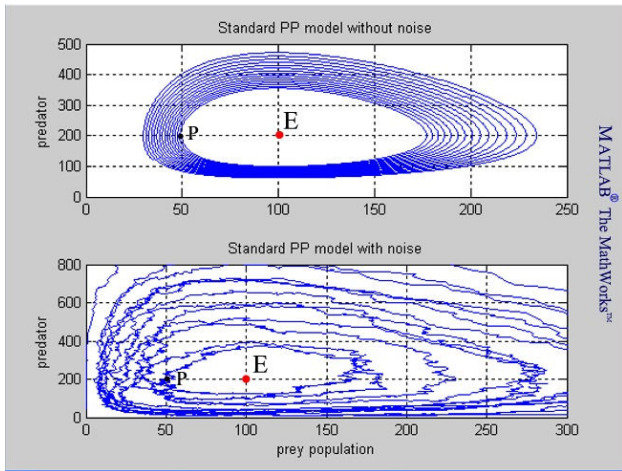 Standard PP model without noise
500
400
300
200
100
0
predator
P
E
0 50 100 150 200 250
Standard PP model with noise
800
600
400
200
0
predator
P
E
0 50 100 150 200 250 300
prey population
MATLAB® The MathWorks™